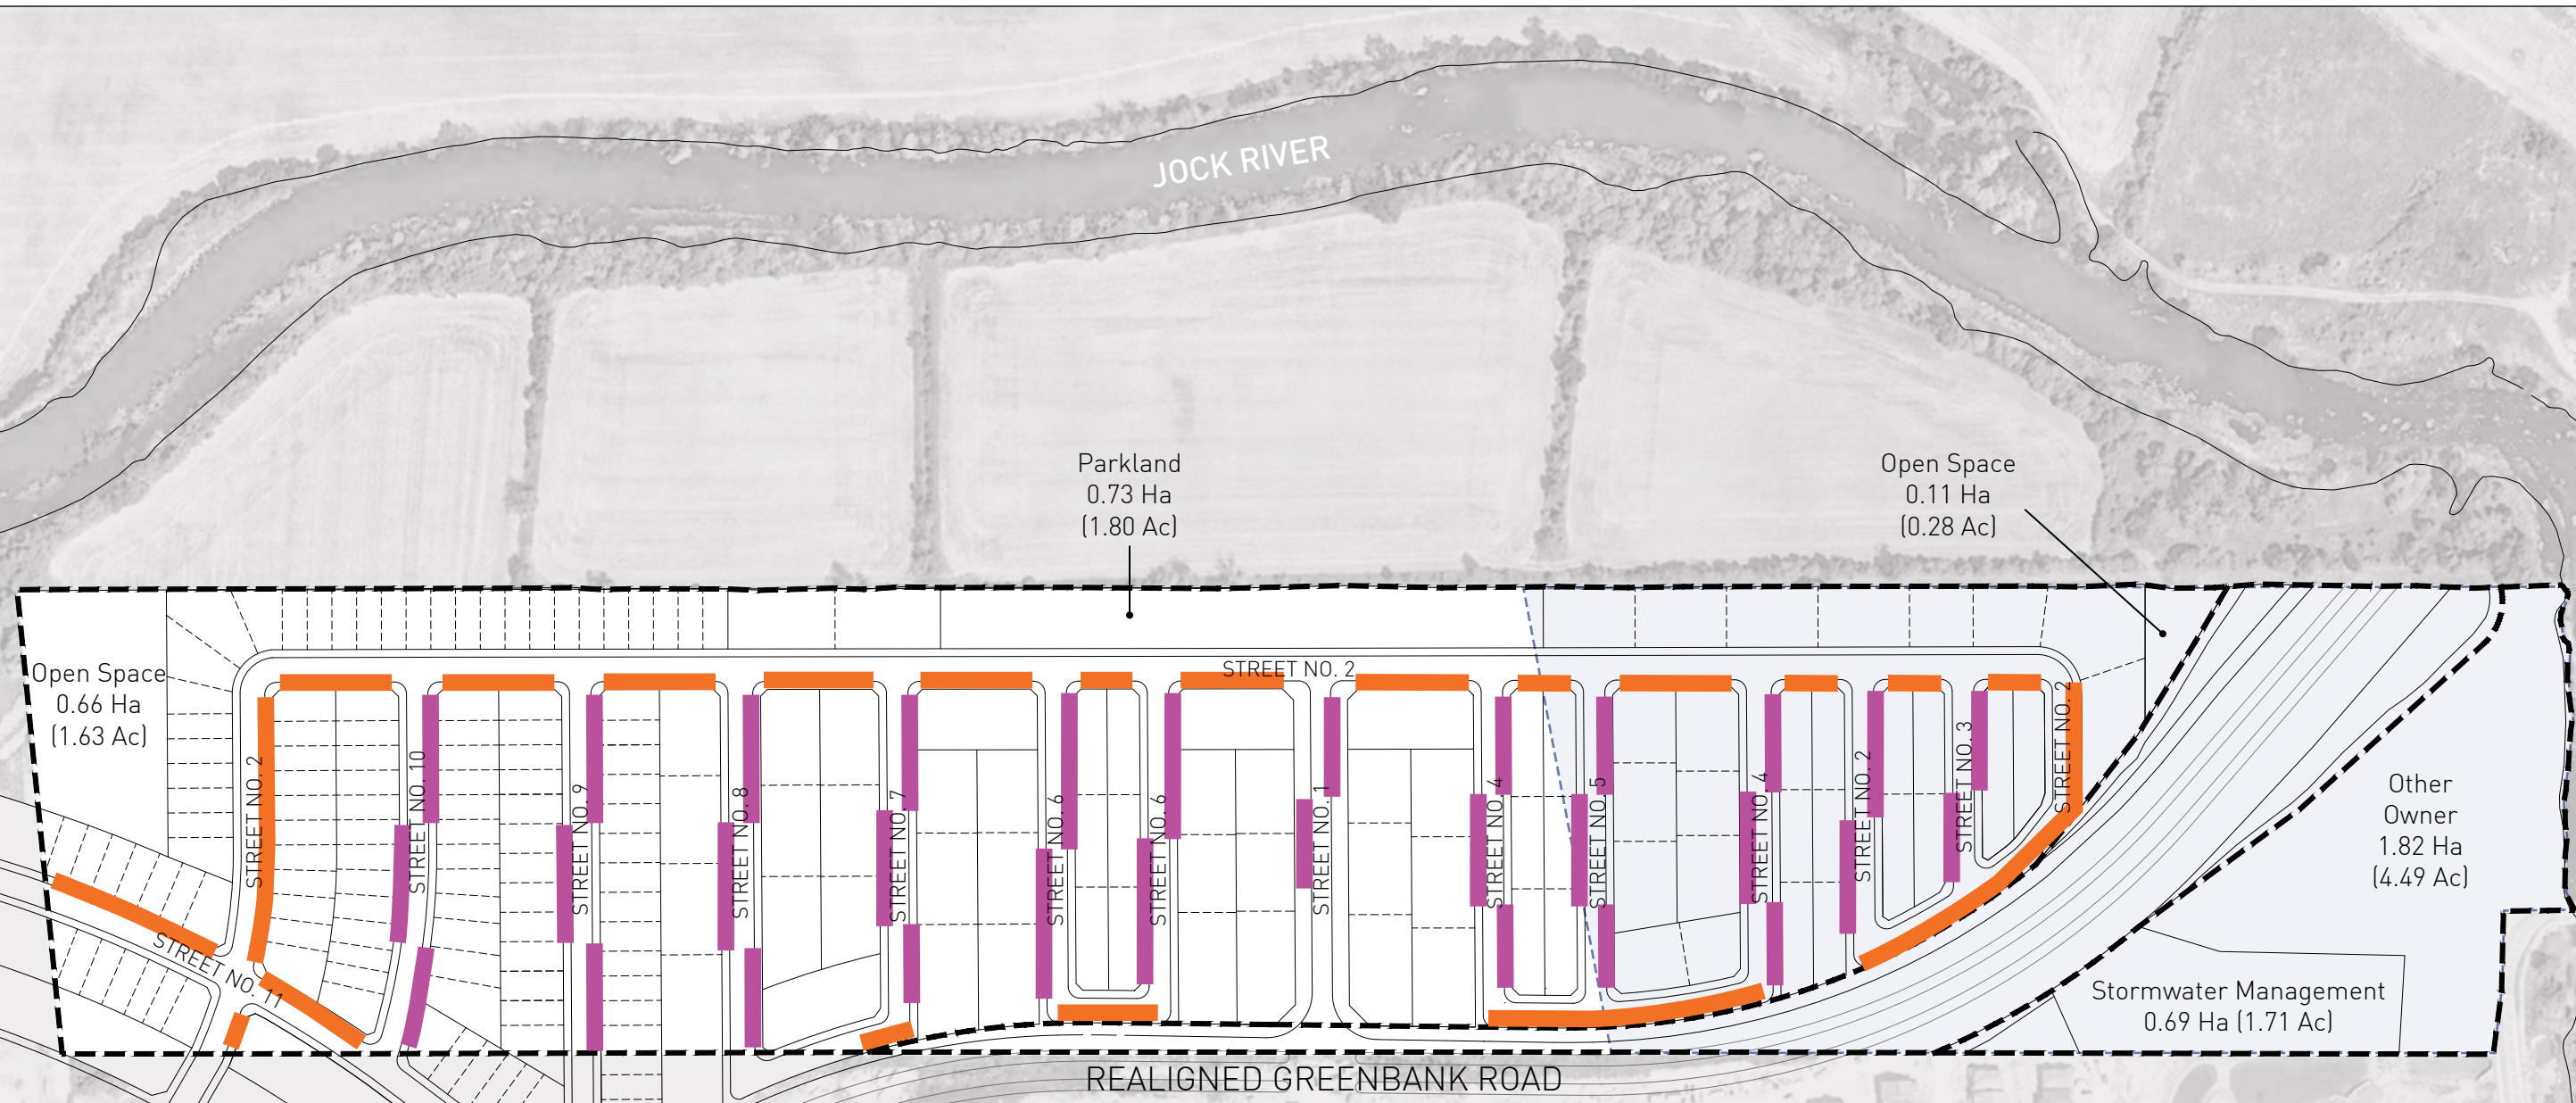 JOCK RIVER
Parkland
0.73 Ha
(1.80 Ac)
Open Space
0.11 Ha
(0.28 Ac)
Open Space
0.66 Ha
(1.63 Ac)
STREET NO. 2
STREET NO. 2
STREET NO. 10
STREET NO. 9
STREET NO. 8
STREET NO. 7
STREET NO. 6
STREET NO. 6
STREET NO. 1
STREET NO. 4
STREET NO. 5
STREET NO. 4
STREET NO. 2
STREET NO. 3
STREET NO. 2
STREET NO. 11
Other
Owner
1.82 Ha
(4.49 Ac)
Stormwater Management
0.69 Ha (1.71 Ac)
REALIGNED GREENBANK ROAD